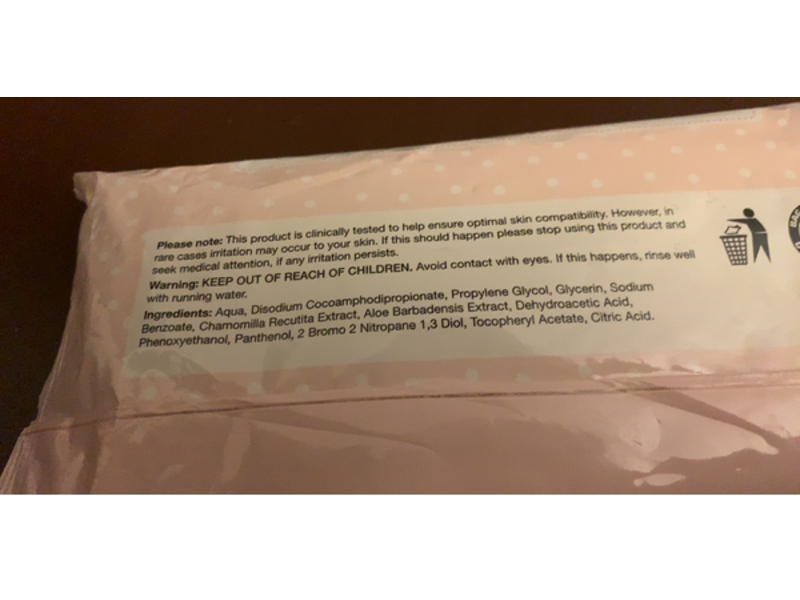 Please note: This product is clinically tested to help ensure optimal skin compatibility. However, in
rare cases irritation may occur to your skin. If this should happen please stop using this product and
seek medical attention, if any irritation persists.
Warning: KEEP OUT OF REACH OF CHILDREN. Avoid contact with eyes. If this happens, rinse well
with running water.
Ingredients: Aqua, Disodium Cocoamphodipropionate, Propylene Glycol, Glycerin, Sodium
Benzoate, Chamomilla Recutita Extract, Aloe Barbadensis Extract, Dehydroacetic Acid,
Phenoxyethanol, Panthenol, 2 Bromo 2 Nitropane 1,3 Diol, Tocopheryl Acetate, Citric Acid.